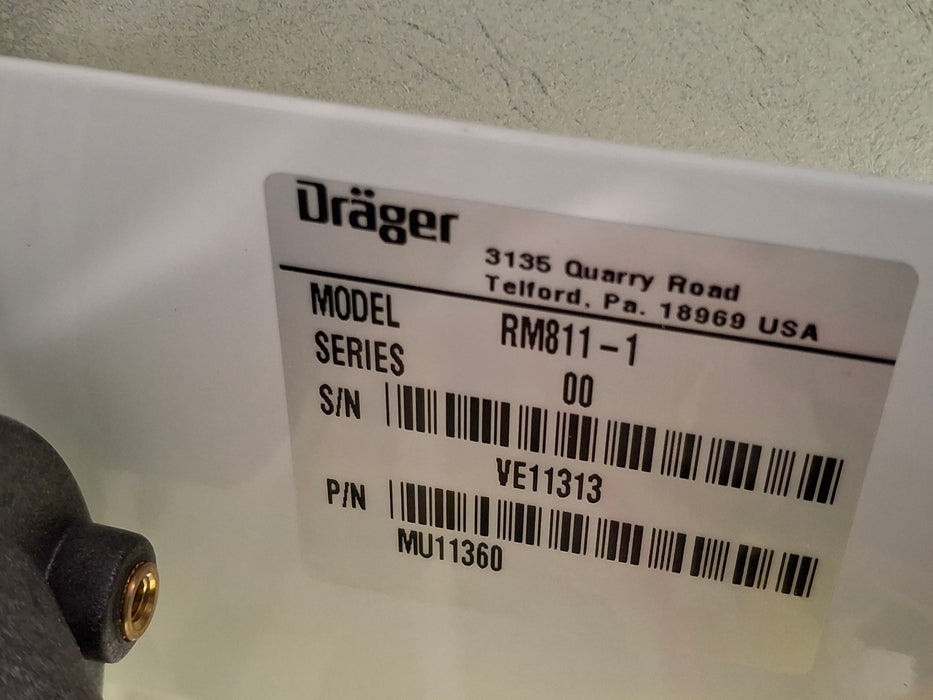 Dräger
3135 Quarry Road
Telford, Pa. 18969 USA
MODEL RM811-1
SERIES 00
S/N
VE11313
P/N
MU11360